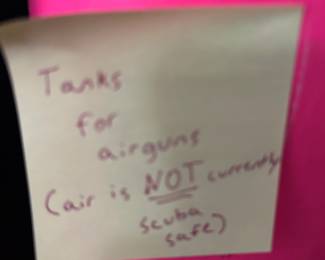 Tanks
for
airguns
(air is NOT currently
scuba
safe)